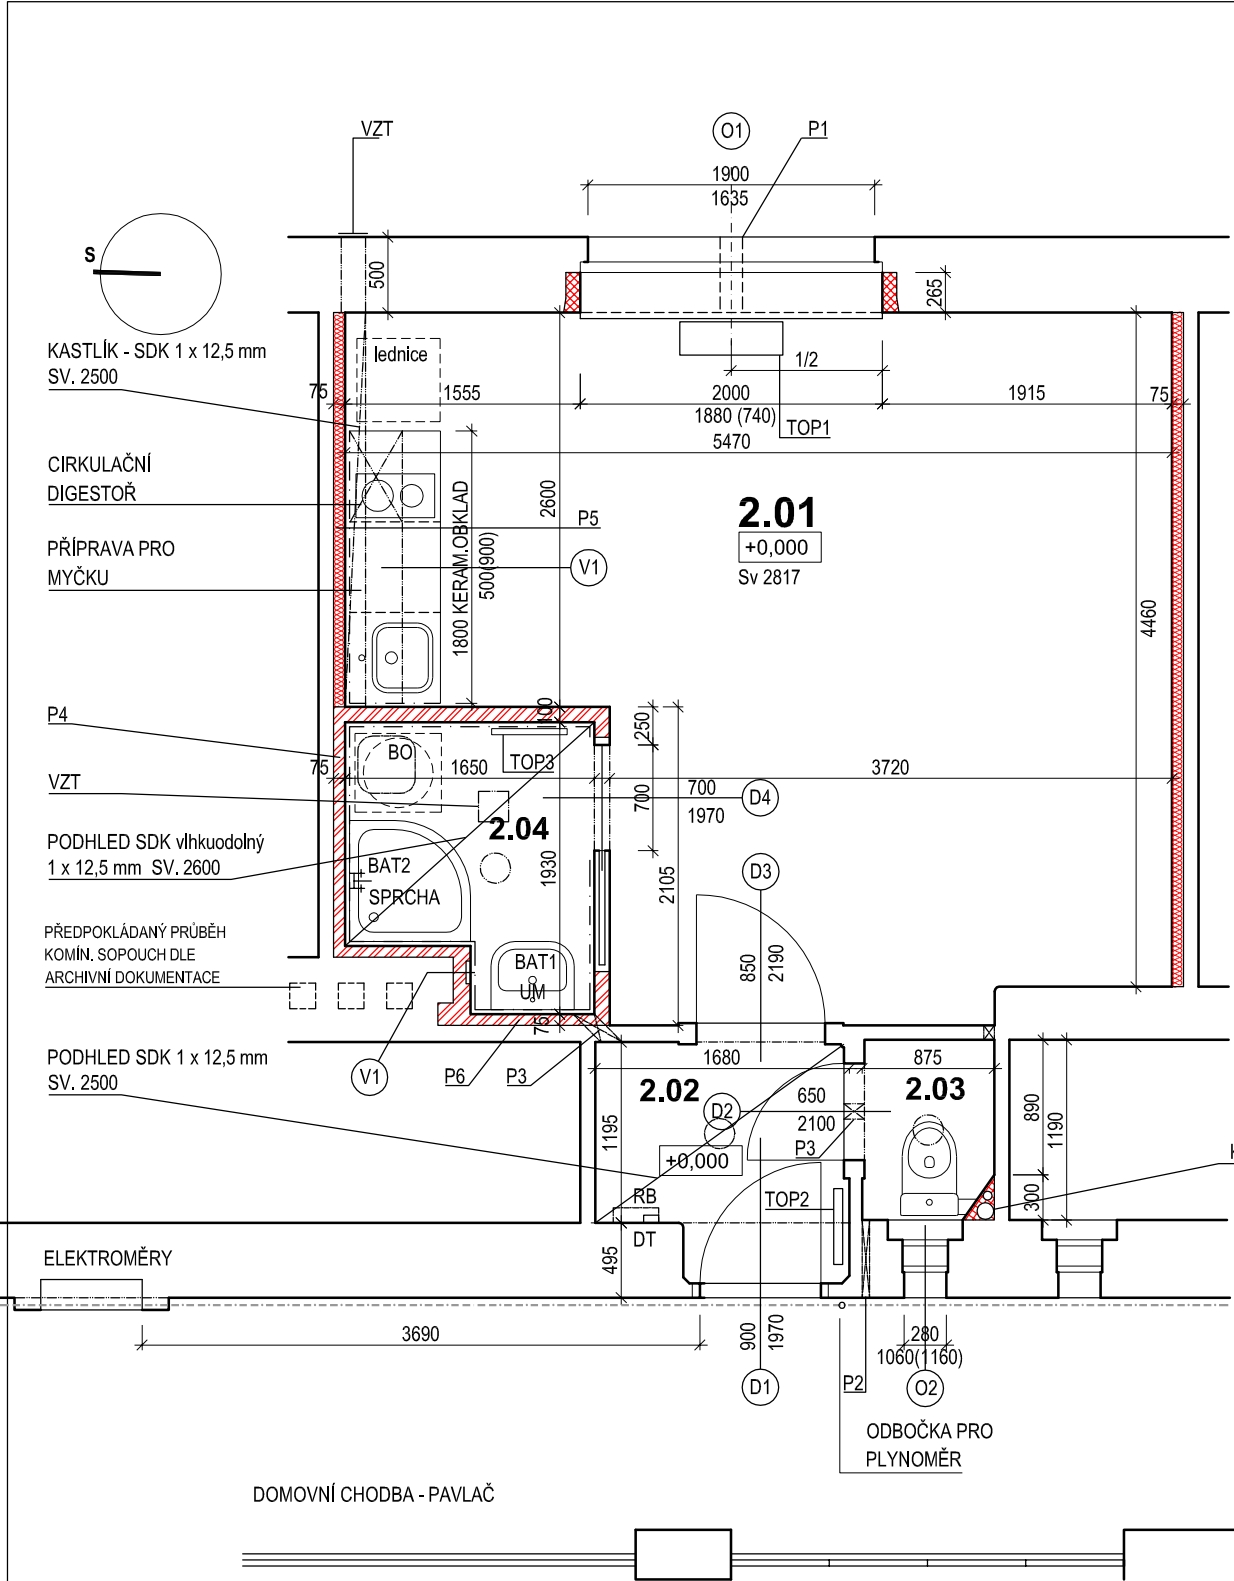 VZT
O1
P1
1900
1635
S
500
265
KASTLÍK - SDK 1 x 12,5 mm
SV. 2500
lednice
1/2
75
1555
2000
1915
75
1880 (740)
TOP1
5470
CIRKULAČNÍ
DIGESTOŘ
2600
1800 KERAM.OBKLAD
500(900)
P5
2.01
+0,000
Sv 2817
PŘÍPRAVA PRO
MYČKU
V1
4460
P4
100
250
BO
TOP3
75
1650
3720
VZT
700
700
1970
D4
2.04
PODHLED SDK vlhkuodolný
1 x 12,5 mm SV. 2600
BAT2
SPRCHA
1930
2105
D3
PŘEDPOKLÁDANÝ PRŮBĚH
KOMÍN. SOPOUCH DLE
ARCHIVNÍ DOKUMENTACE
BAT1
UM
850
2190
75
PODHLED SDK 1 x 12,5 mm
SV. 2500
V1
P6
P3
1680
875
2.02
2.03
650
2100
D2
P3
1195
890
1190
300
+0,000
K
RB
DT
TOP2
495
ELEKTROMĚRY
3690
900
1970
280
1060(1160)
D1
P2
O2
ODBOČKA PRO
PLYNOMĚR
DOMOVNÍ CHODBA - PAVLAČ